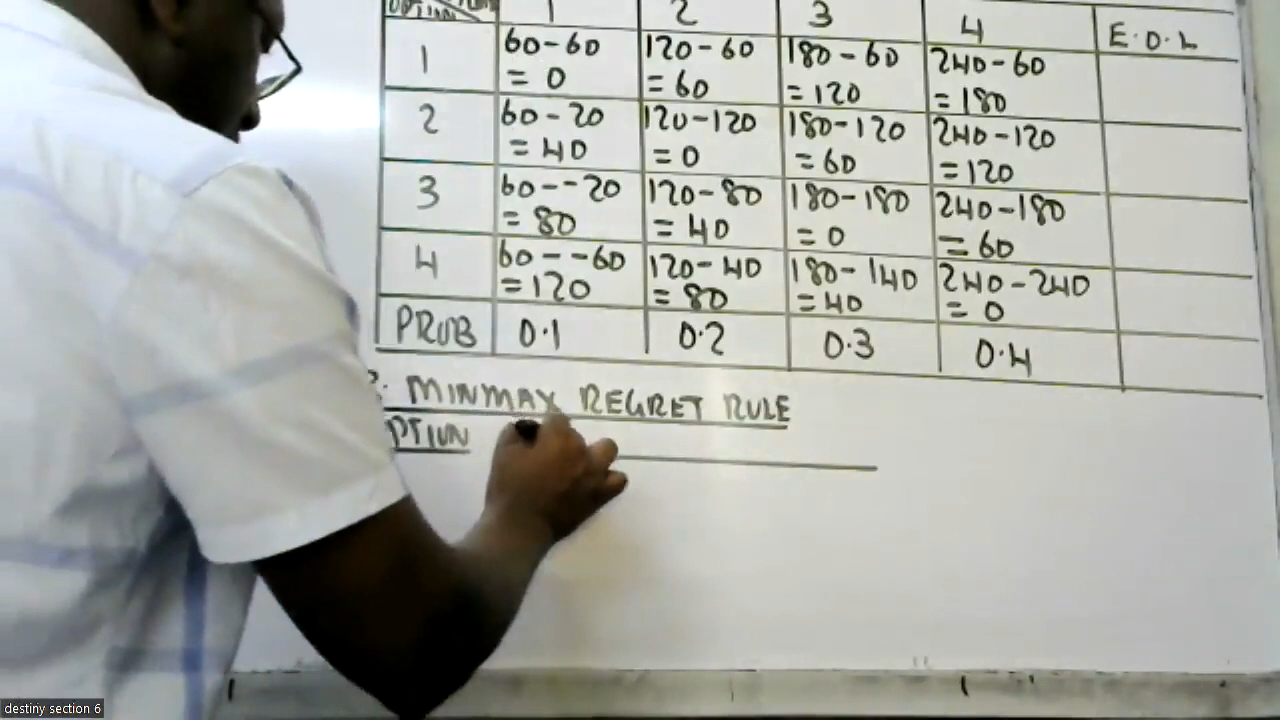 OPTION 1 2 3 4 E.O.L
1 60-60 = 0 120-60 = 60 180-60 = 120 240-60 = 180
2 60-20 = 40 120-120 = 0 180-120 = 60 240-120 = 120
3 60--20 = 80 120-80 = 40 180-180 = 0 240-180 = 60
4 60--60 = 120 120-40 = 80 180-140 = 40 240-240 = 0
PROB 0.1 0.2 0.3 0.4
MINMAX REGRET RULE
PTION
destiny section 6